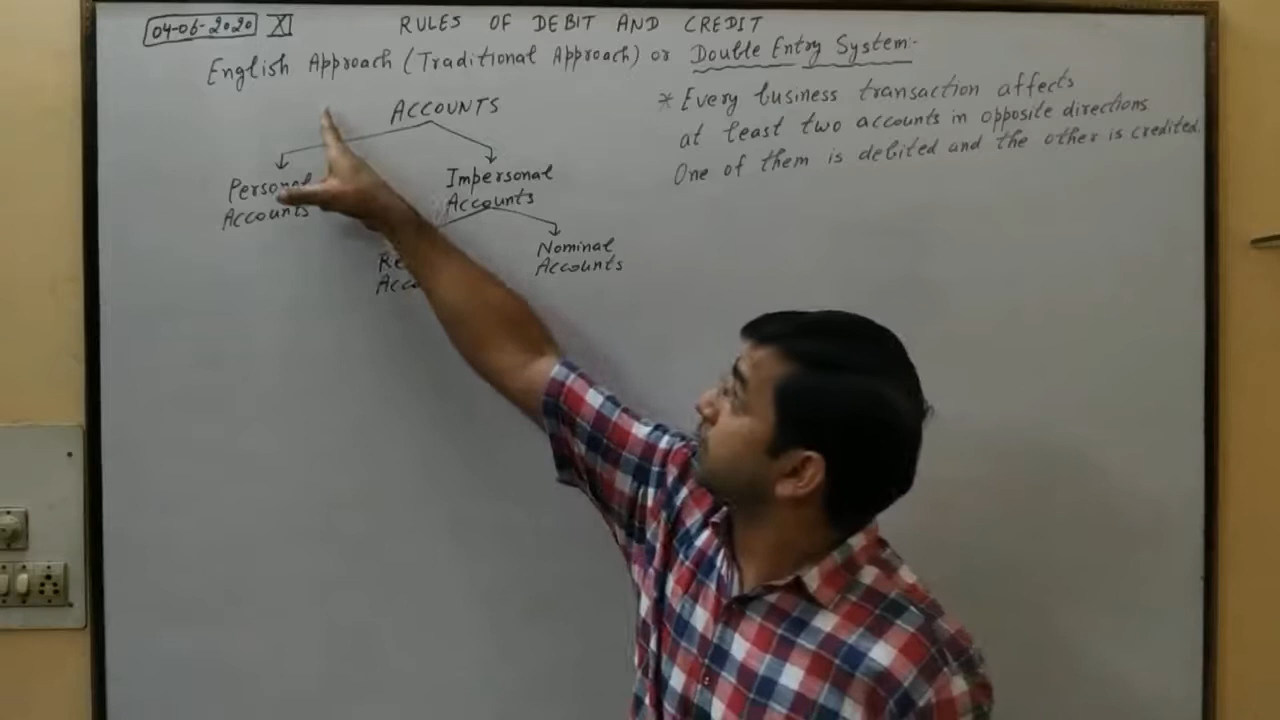 04-06-2020 XI
RULES OF DEBIT AND CREDIT
English Approach (Traditional Approach) or Double Entry System:-
ACCOUNTS
Personal
Accounts
Impersonal
Accounts
Nominal
Accounts
* Every business transaction affects
at least two accounts in opposite directions
One of them is debited and the other is credited.